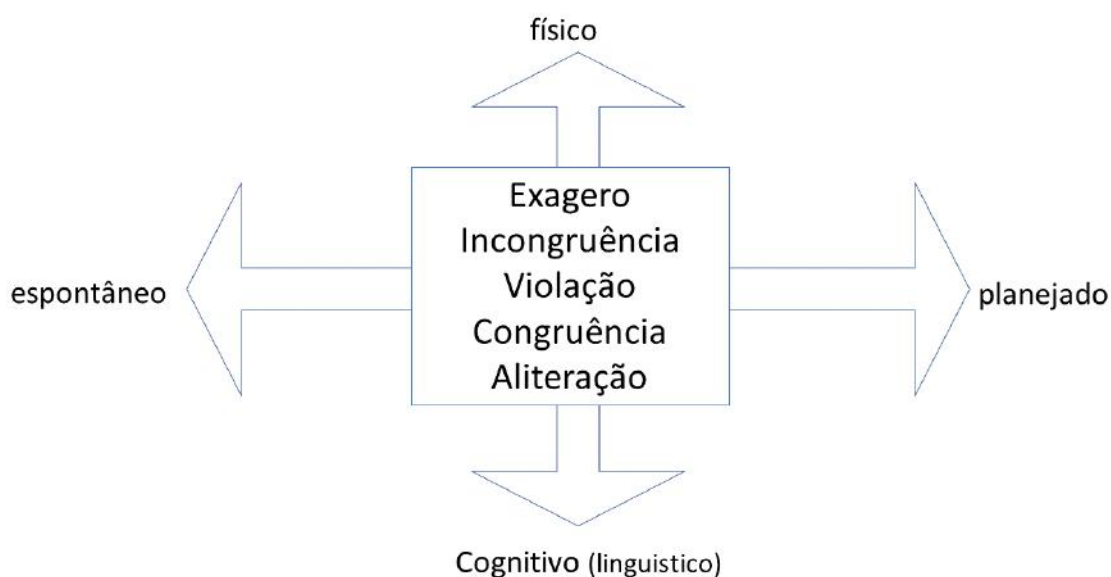 físico
Exagero
Incongruência
Violação
Congruência
Aliteração
espontâneo
planejado
Cognitivo (linguistico)